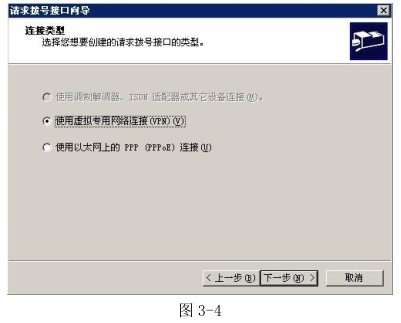 请求拨号接口向导
连接类型
选择您想要创建的请求拨号接口的类型。
使用调制解调器、ISDN 适配器或其它设备连接(M)。
使用虚拟专用网络连接(VPN)(V)
使用以太网上的 PPP (PPPoE) 连接(U)
< 上一步(B) 下一步(N) > 取消
图 3-4